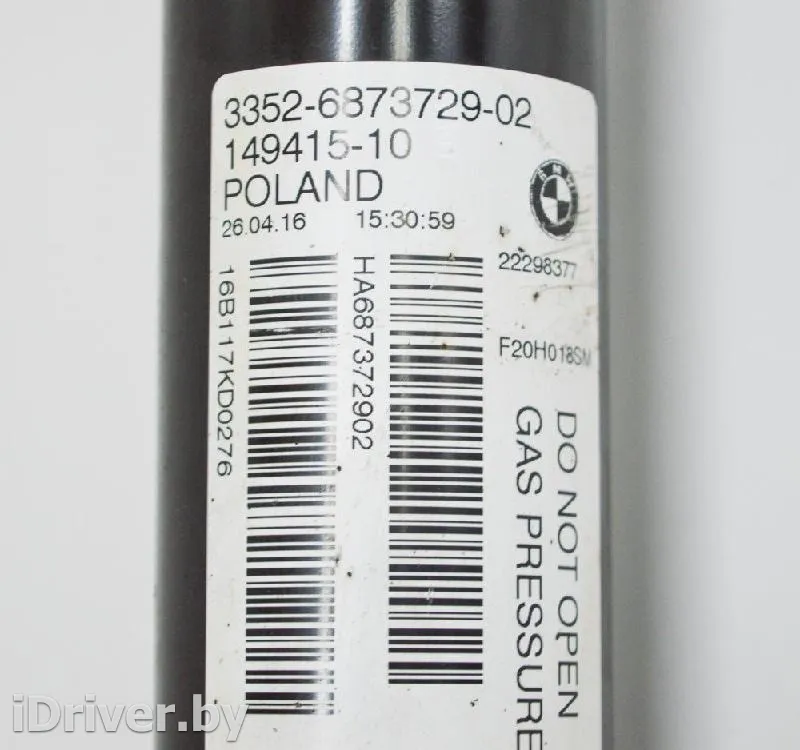 3352-6873729-02
149415-10
POLAND
26.04.16 15:30:59
BMW
22298377
F20H018SM
16B117KD0276
HA687372902
DO NOT OPEN
GAS PRESSURE
iDriver.by